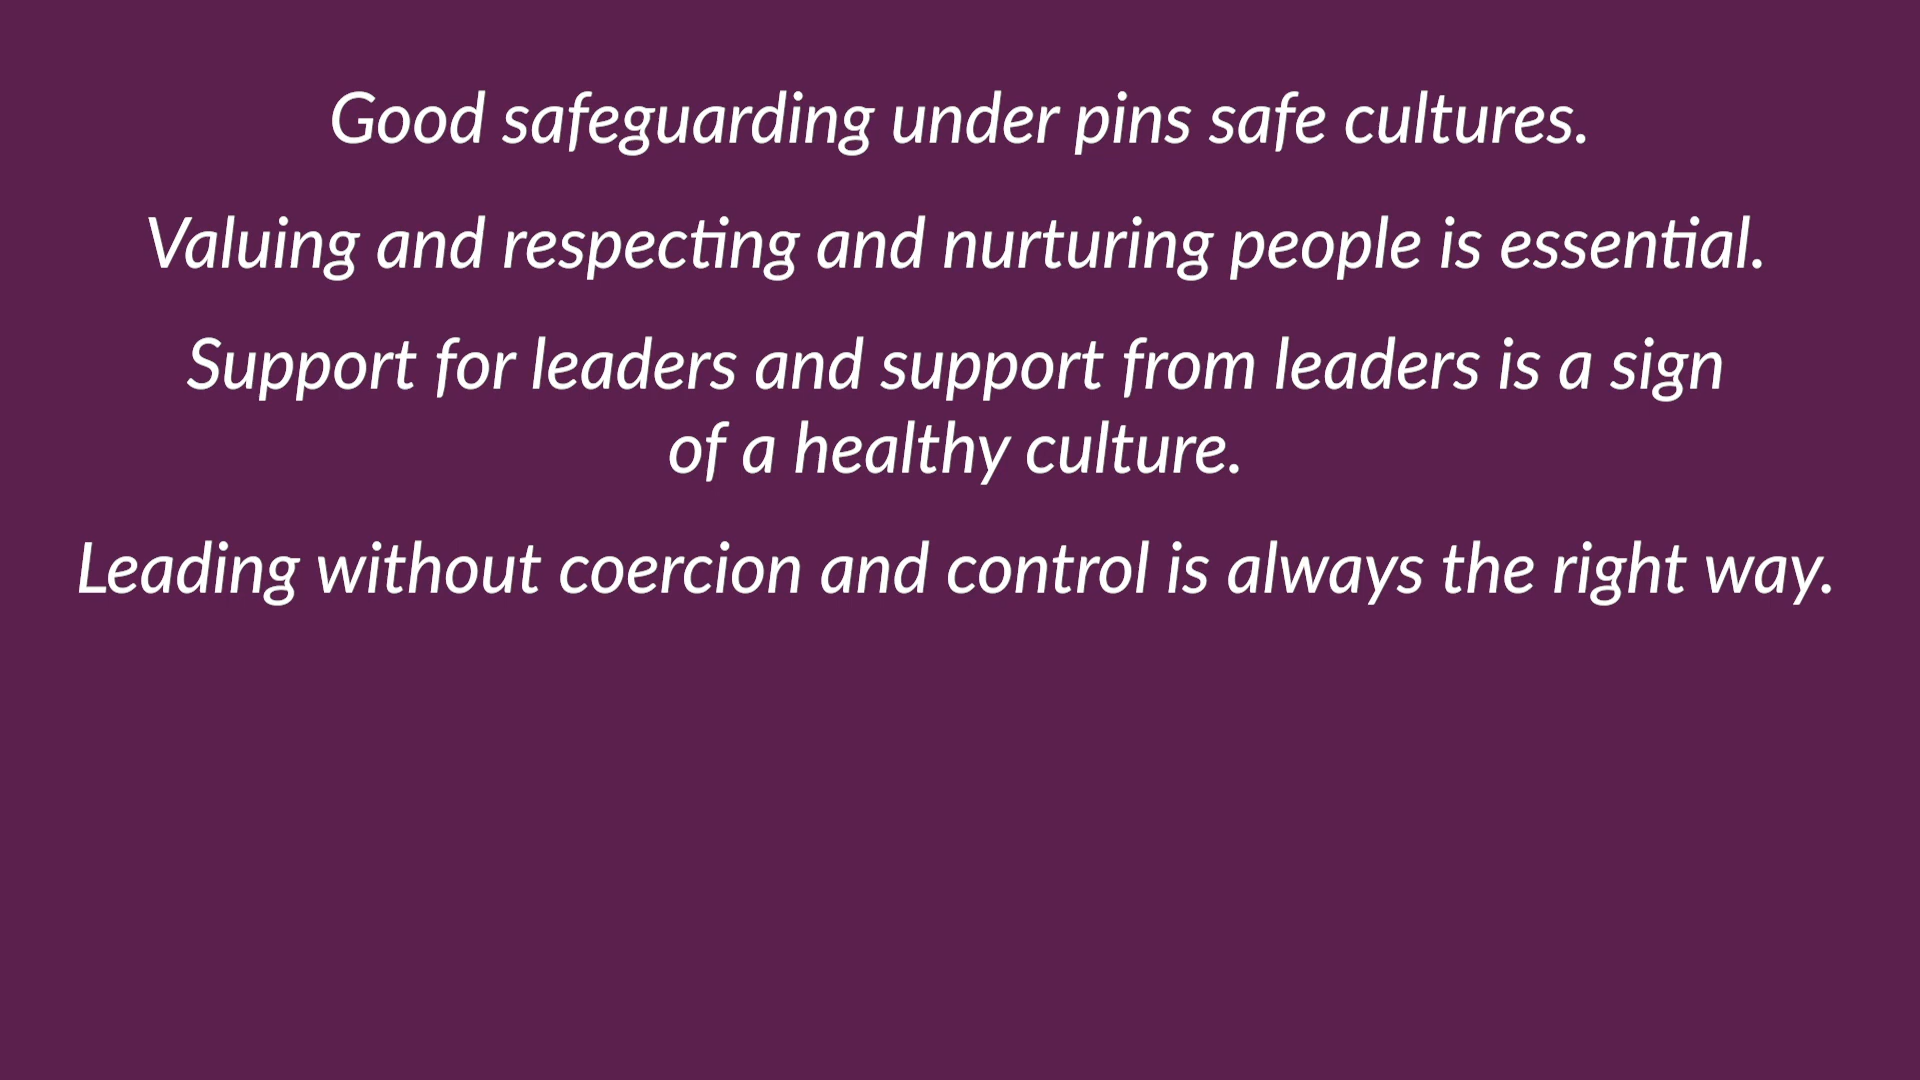 Good safeguarding under pins safe cultures.
Valuing and respecting and nurturing people is essential.
Support for leaders and support from leaders is a sign
of a healthy culture.
Leading without coercion and control is always the right way.